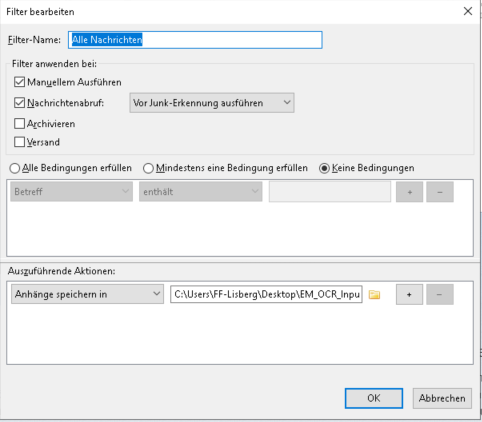 Filter bearbeiten
Filter-Name: Alle Nachrichten
Filter anwenden bei:
Manuellem Ausführen
Nachrichtenabruf: Vor Junk-Erkennung ausführen
Archivieren
Versand
Alle Bedingungen erfüllen Mindestens eine Bedingung erfüllen Keine Bedingungen
Betreff enthält + −
Auszuführende Aktionen:
Anhänge speichern in C:\Users\FF-Lisberg\Desktop\EM_OCR_Inpu + −
OK Abbrechen